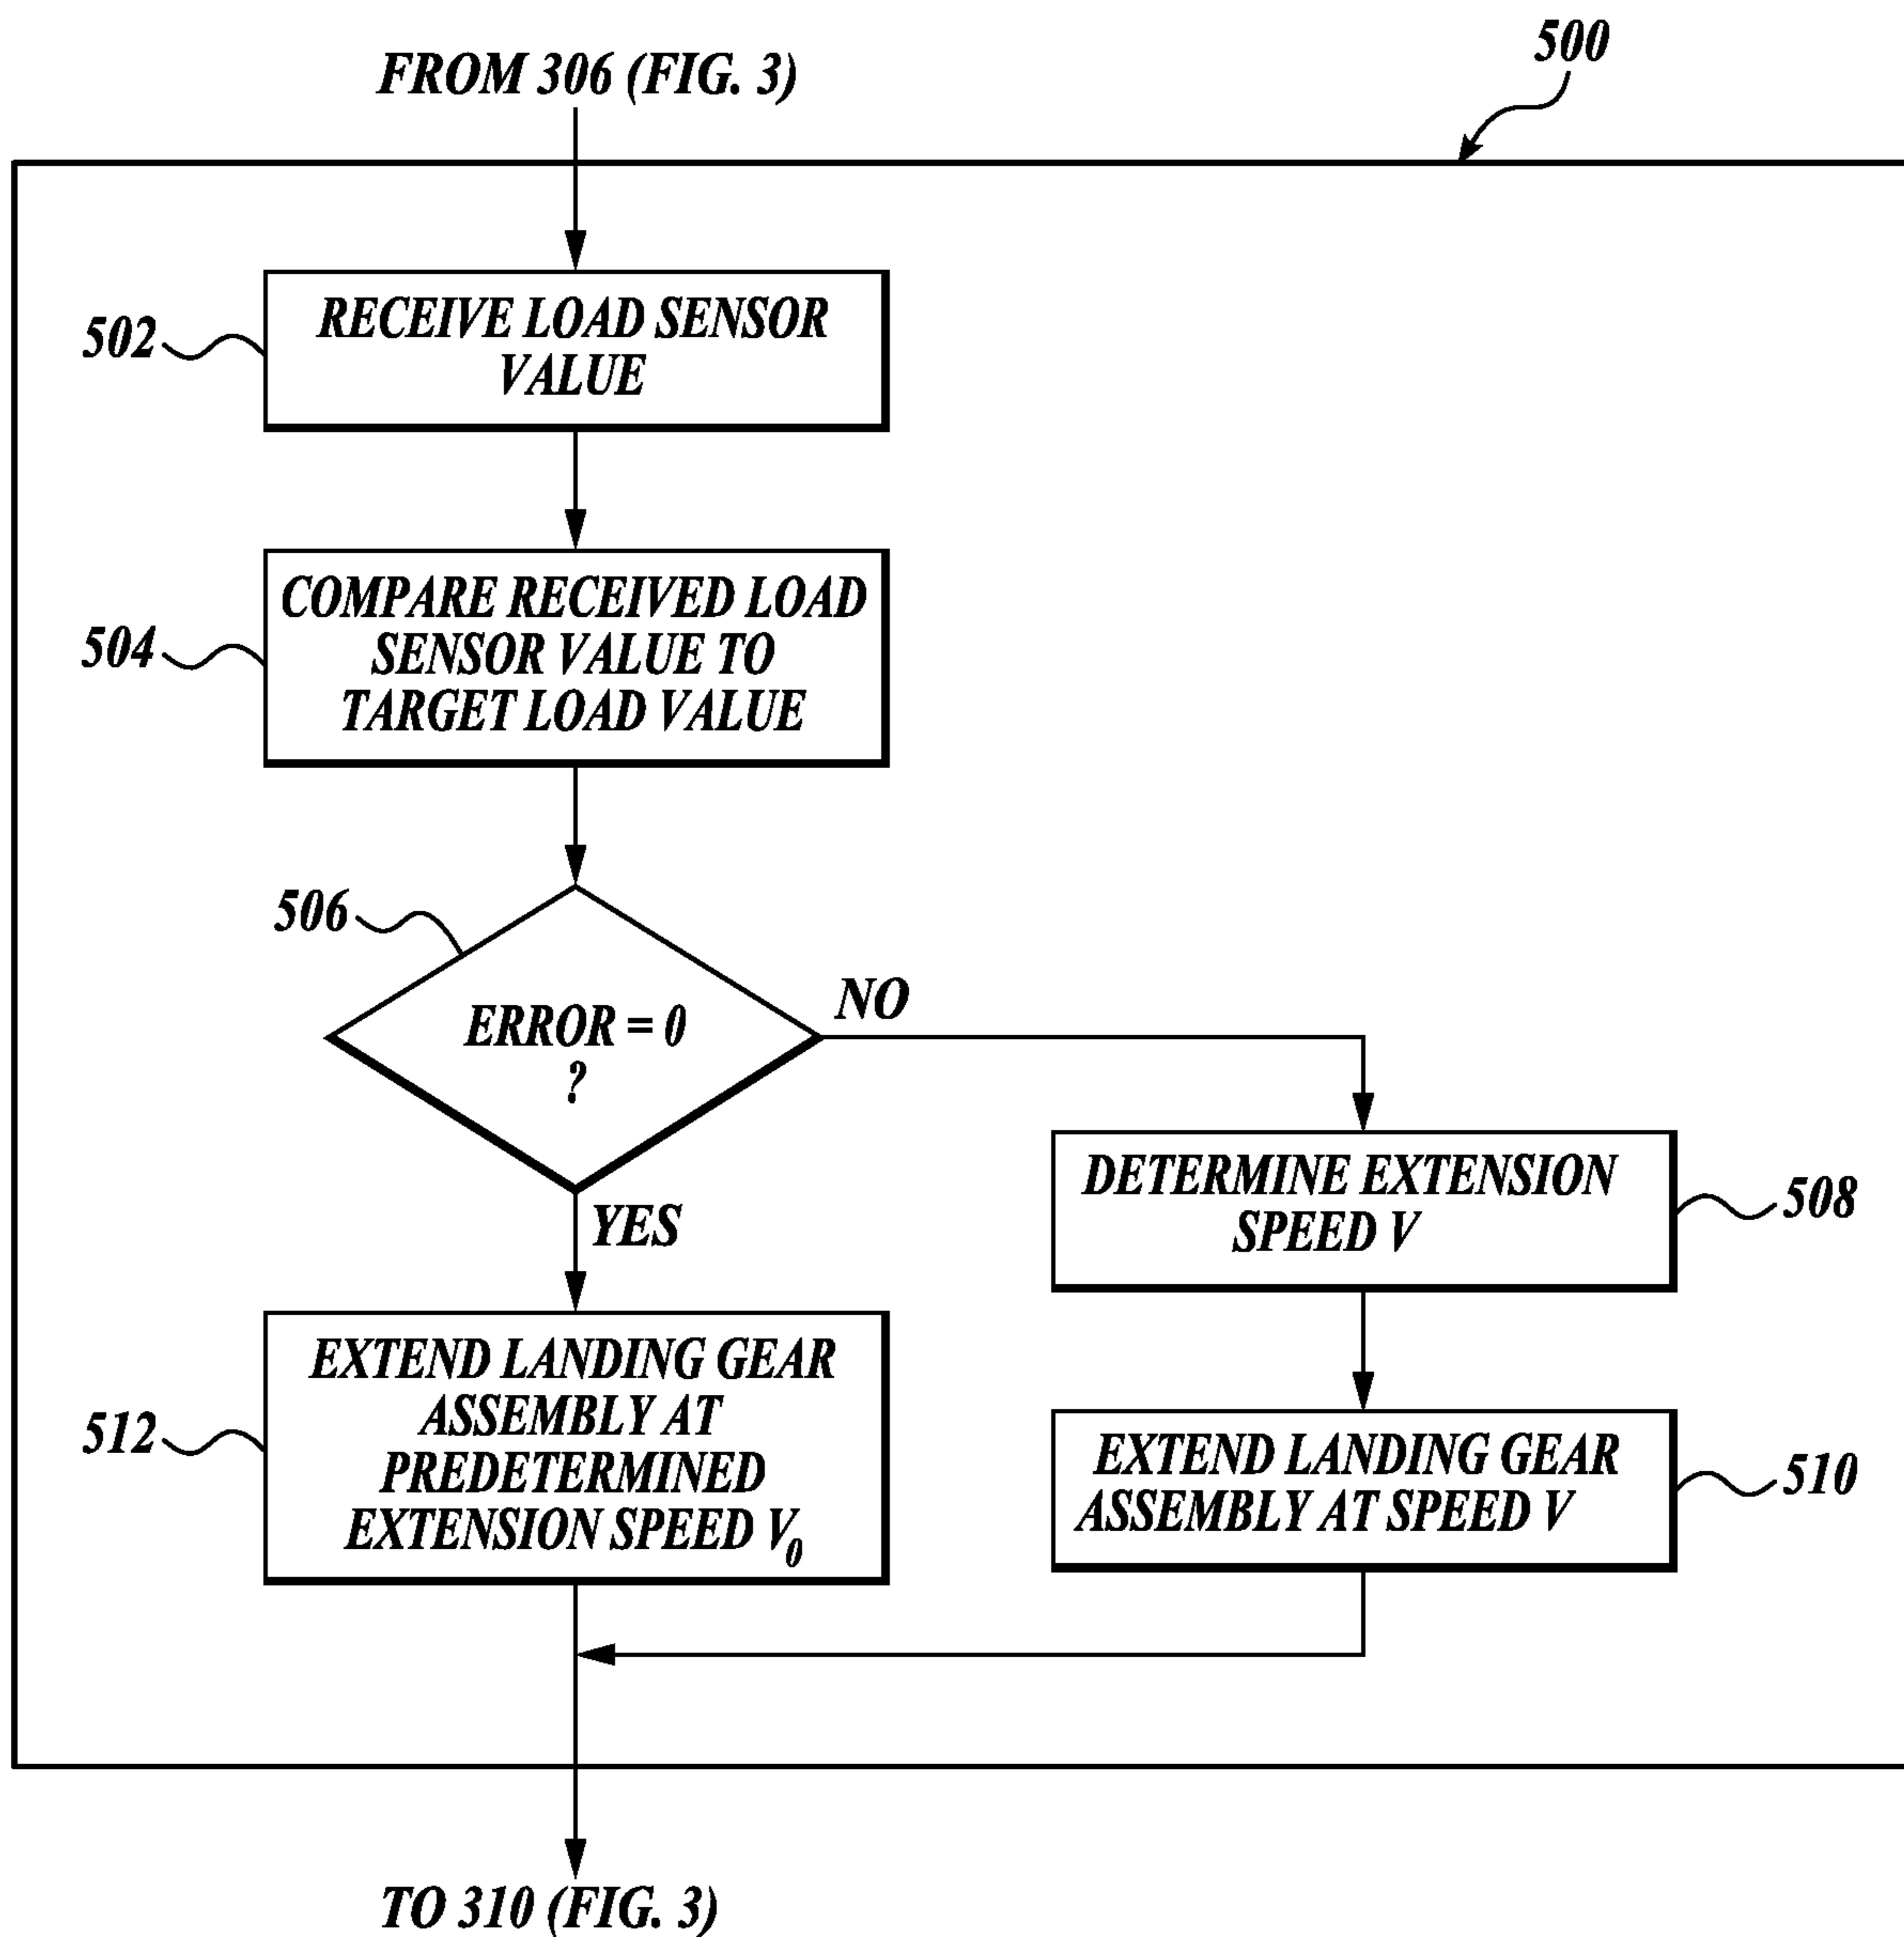 500
FROM 306 (FIG. 3)
502
RECEIVE LOAD SENSOR
VALUE
504
COMPARE RECEIVED LOAD
SENSOR VALUE TO
TARGET LOAD VALUE
506
ERROR = 0
?
NO
YES
DETERMINE EXTENSION
SPEED V
508
EXTEND LANDING GEAR
ASSEMBLY AT SPEED V
510
512
EXTEND LANDING GEAR
ASSEMBLY AT
PREDETERMINED
EXTENSION SPEED V₀
TO 310 (FIG. 3)